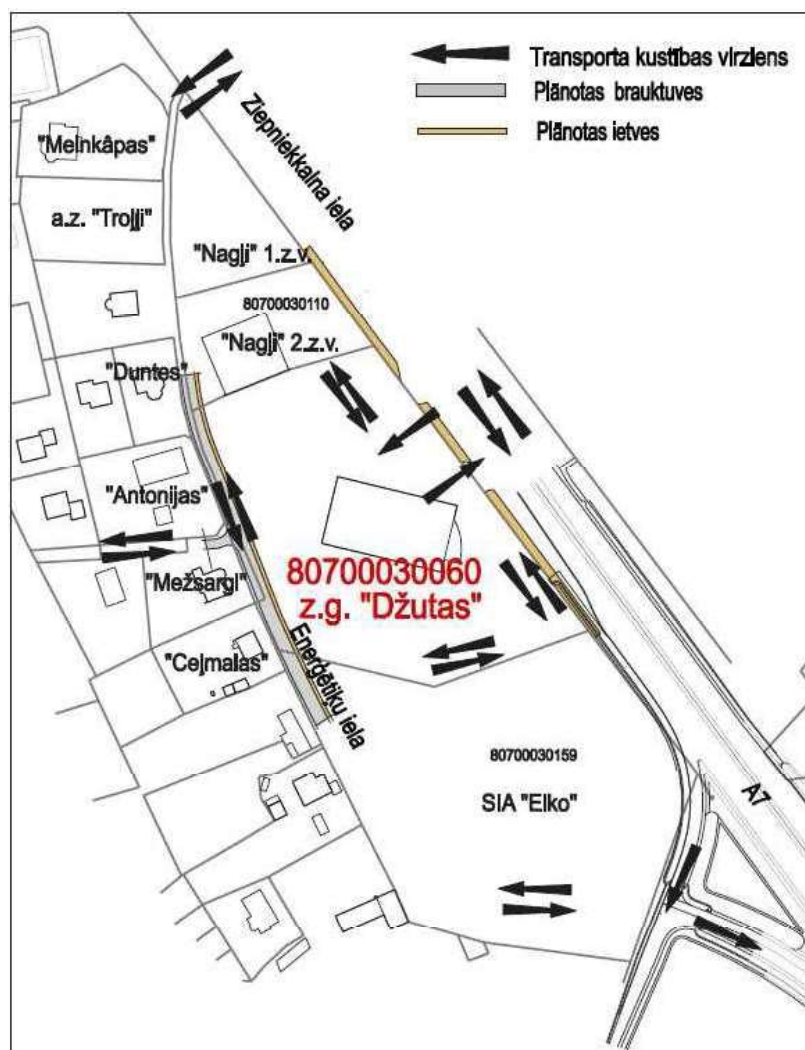 Transporta kustības virziens
Plānotas brauktuves
Plānotas ietves
Ziepniekkalna iela
"Melnkāpas"
a.z. "Troļļi"
"Nagļi" 1.z.v.
80700030110
"Nagļi" 2.z.v.
"Duntes"
"Antonijas"
"Mežsargi"
80700030060
z.g. "Džutas"
"Ceļmalas"
Enerģētiķu iela
80700030159
SIA "Elko"
A7